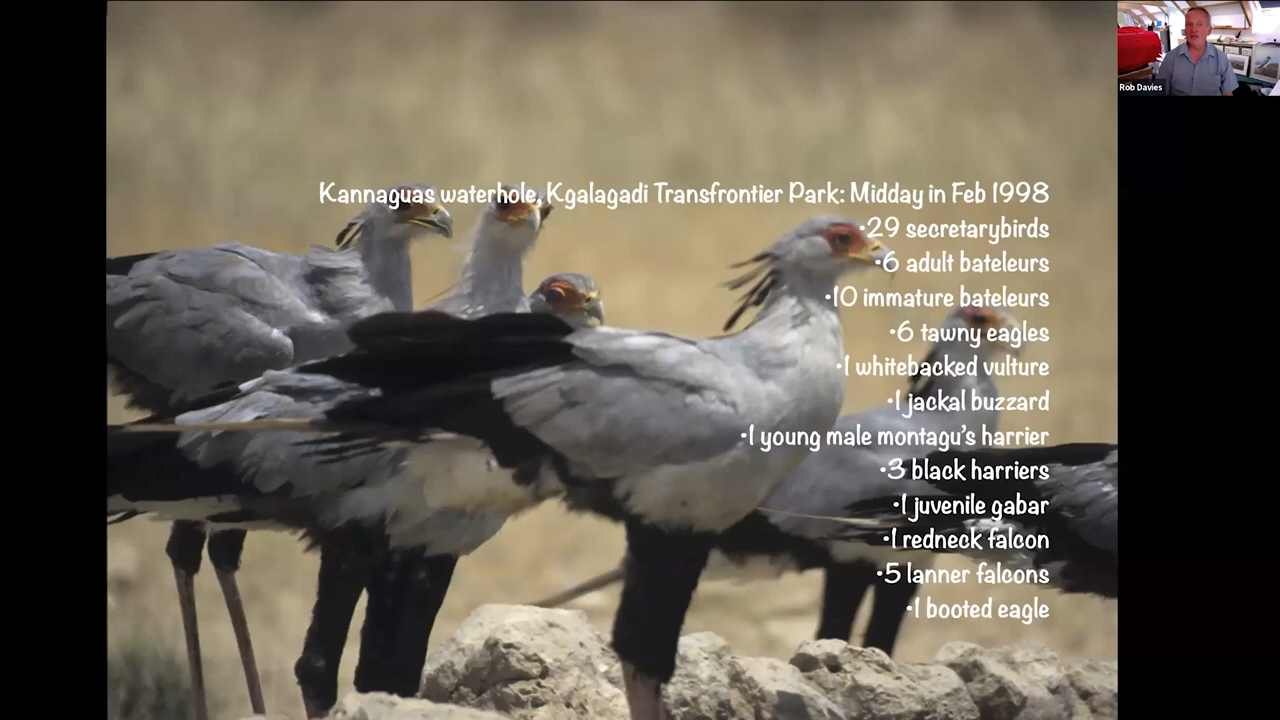 Kannaguas waterhole, Kgalagadi Transfrontier Park: Midday in Feb 1998
•29 secretarybirds
•6 adult bateleurs
•10 immature bateleurs
•6 tawny eagles
•1 whitebacked vulture
•1 jackal buzzard
•1 young male montagu's harrier
•3 black harriers
•1 juvenile gabar
•1 redneck falcon
•5 lanner falcons
•1 booted eagle
Rob Davies